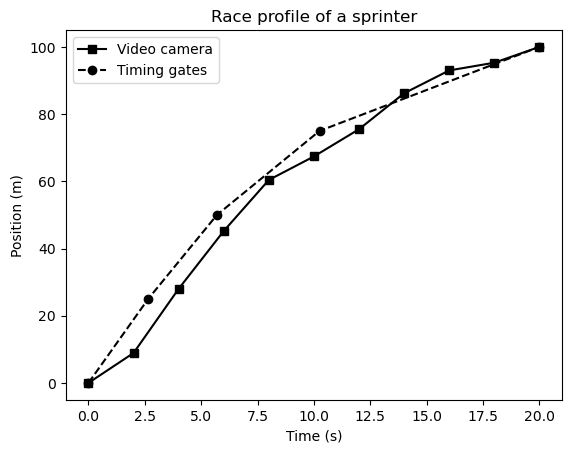 Race profile of a sprinter
Video camera
Timing gates
100
80
60
40
20
0
Position (m)
0.0 2.5 5.0 7.5 10.0 12.5 15.0 17.5 20.0
Time (s)